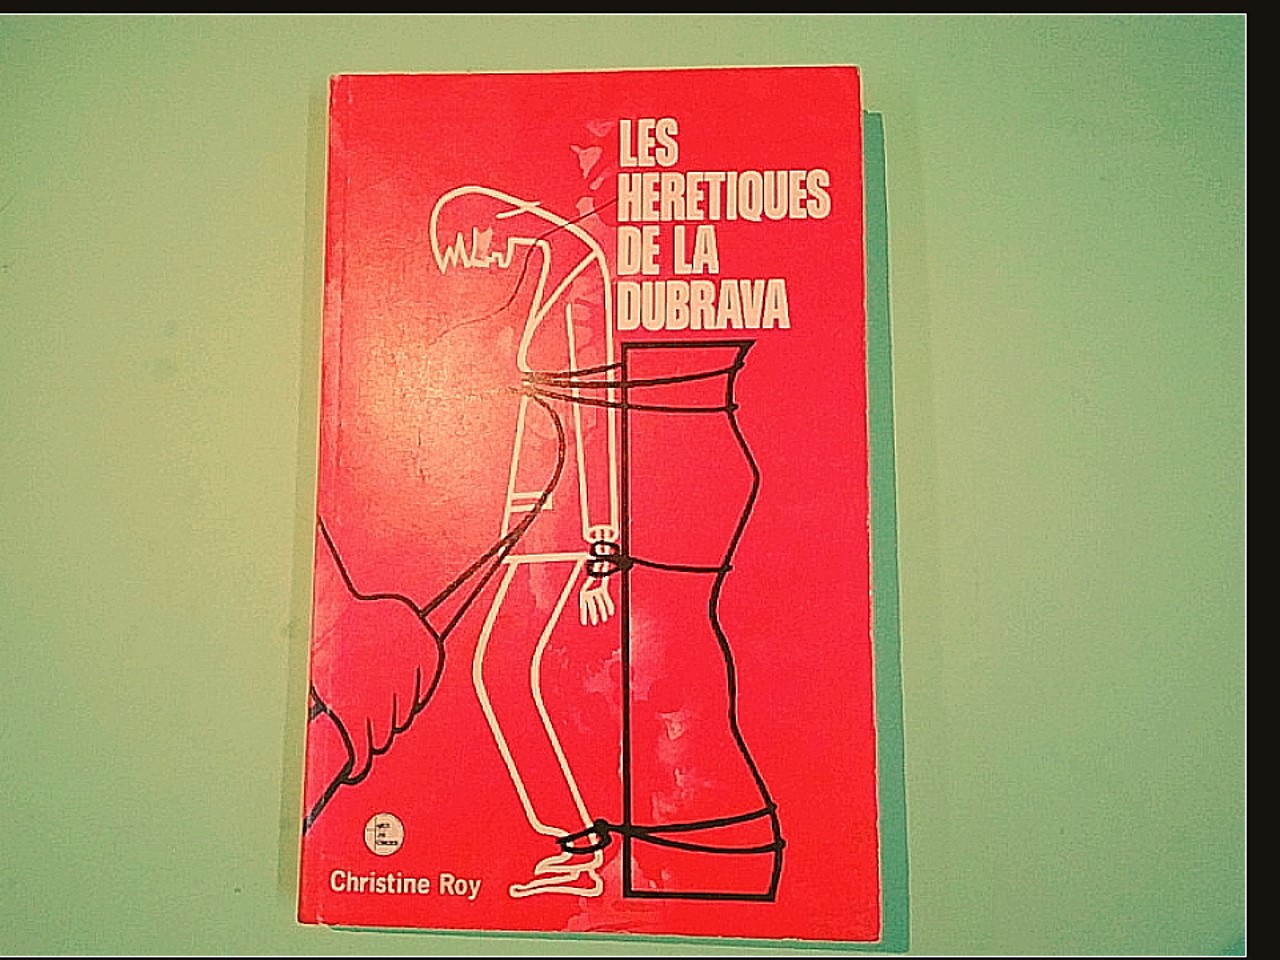 LES
HERETIQUES
DE LA
DUBRAVA
Christine Roy